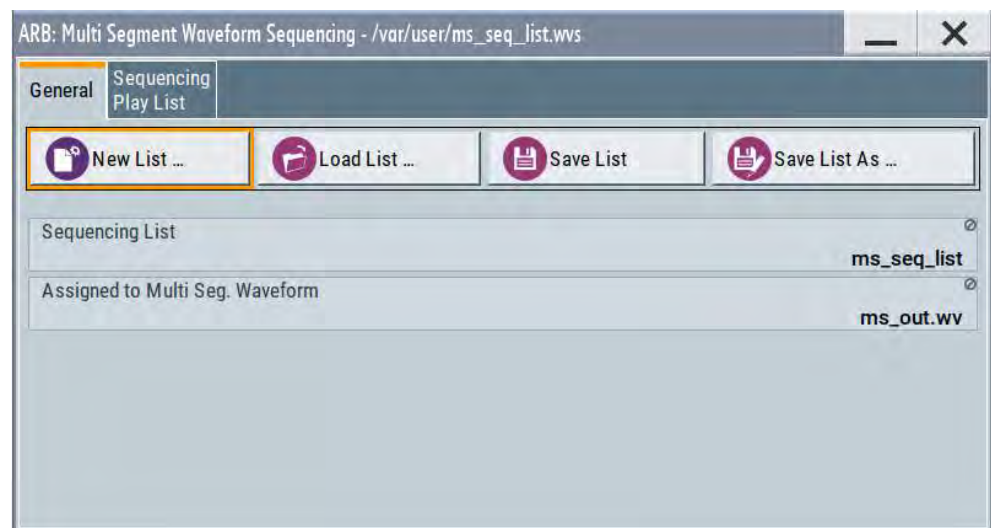 ARB: Multi Segment Waveform Sequencing - /var/user/ms_seq_list.wvs
General
Sequencing
Play List
New List ...
Load List ...
Save List
Save List As ...
Sequencing List
ms_seq_list
Assigned to Multi Seg. Waveform
ms_out.wv